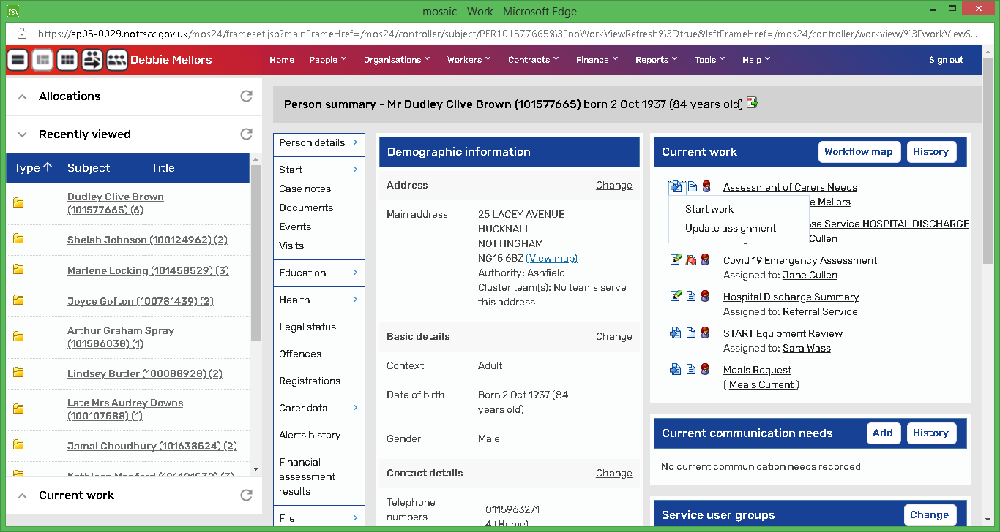 mosaic - Work - Microsoft Edge
https://ap05-0029.nottscc.gov.uk/mos24/frameset.jsp?mainFrameHref=/mos24/controller/subject/PER101577665%3FnoWorkViewRefresh%3Dtrue&leftFrameHref=/mos24/controller/workview/%3FworkViewS...
Debbie Mellors
Home People Organisations Workers Contracts Finance Reports Tools Help Sign out
Allocations
Recently viewed
Type Subject Title
Dudley Clive Brown
(101577665) (6)
Shelah Johnson (100124962) (2)
Marlene Locking (101458529) (3)
Joyce Gofton (100781439) (2)
Arthur Graham Spray
(101586038) (1)
Lindsey Butler (100088928) (2)
Late Mrs Audrey Downs
(100107588) (1)
Jamal Choudhury (101638524) (2)
Current work
Person summary - Mr Dudley Clive Brown (101577665) born 2 Oct 1937 (84 years old)
Person details
Start
Case notes
Documents
Events
Visits
Education
Health
Legal status
Offences
Registrations
Carer data
Alerts history
Financial
assessment
results
File
Demographic information
Address Change
Main address 25 LACEY AVENUE
HUCKNALL
NOTTINGHAM
NG15 6BZ (View map)
Authority: Ashfield
Cluster team(s): No teams serve
this address
Basic details Change
Context Adult
Date of birth Born 2 Oct 1937 (84
years old)
Gender Male
Contact details Change
Telephone
numbers
0115963271
4 (Home)
Current work Workflow map History
Assessment of Carers Needs
e Mellors
Start work
Update assignment
se Service HOSPITAL DISCHARGE
Cullen
Covid 19 Emergency Assessment
Assigned to: Jane Cullen
Hospital Discharge Summary
Assigned to: Referral Service
START Equipment Review
Assigned to: Sara Wass
Meals Request
( Meals Current )
Current communication needs Add History
No current communication needs recorded
Service user groups Change